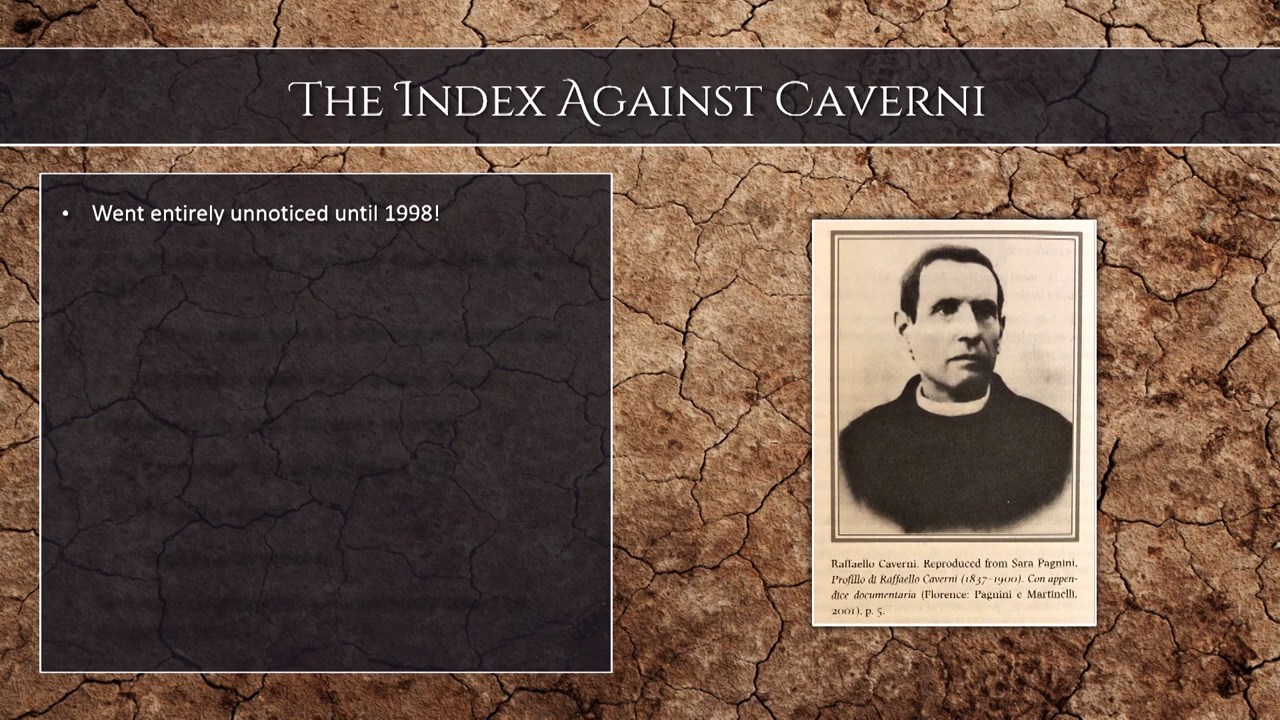 The Index Against Caverni
• Went entirely unnoticed until 1998!
Raffaello Caverni. Reproduced from Sara Pagnini,
Profillo di Raffaello Caverni (1837–1900). Con appen-
dice documentaria (Florence: Pagnini e Martinelli,
2001), p. 5.